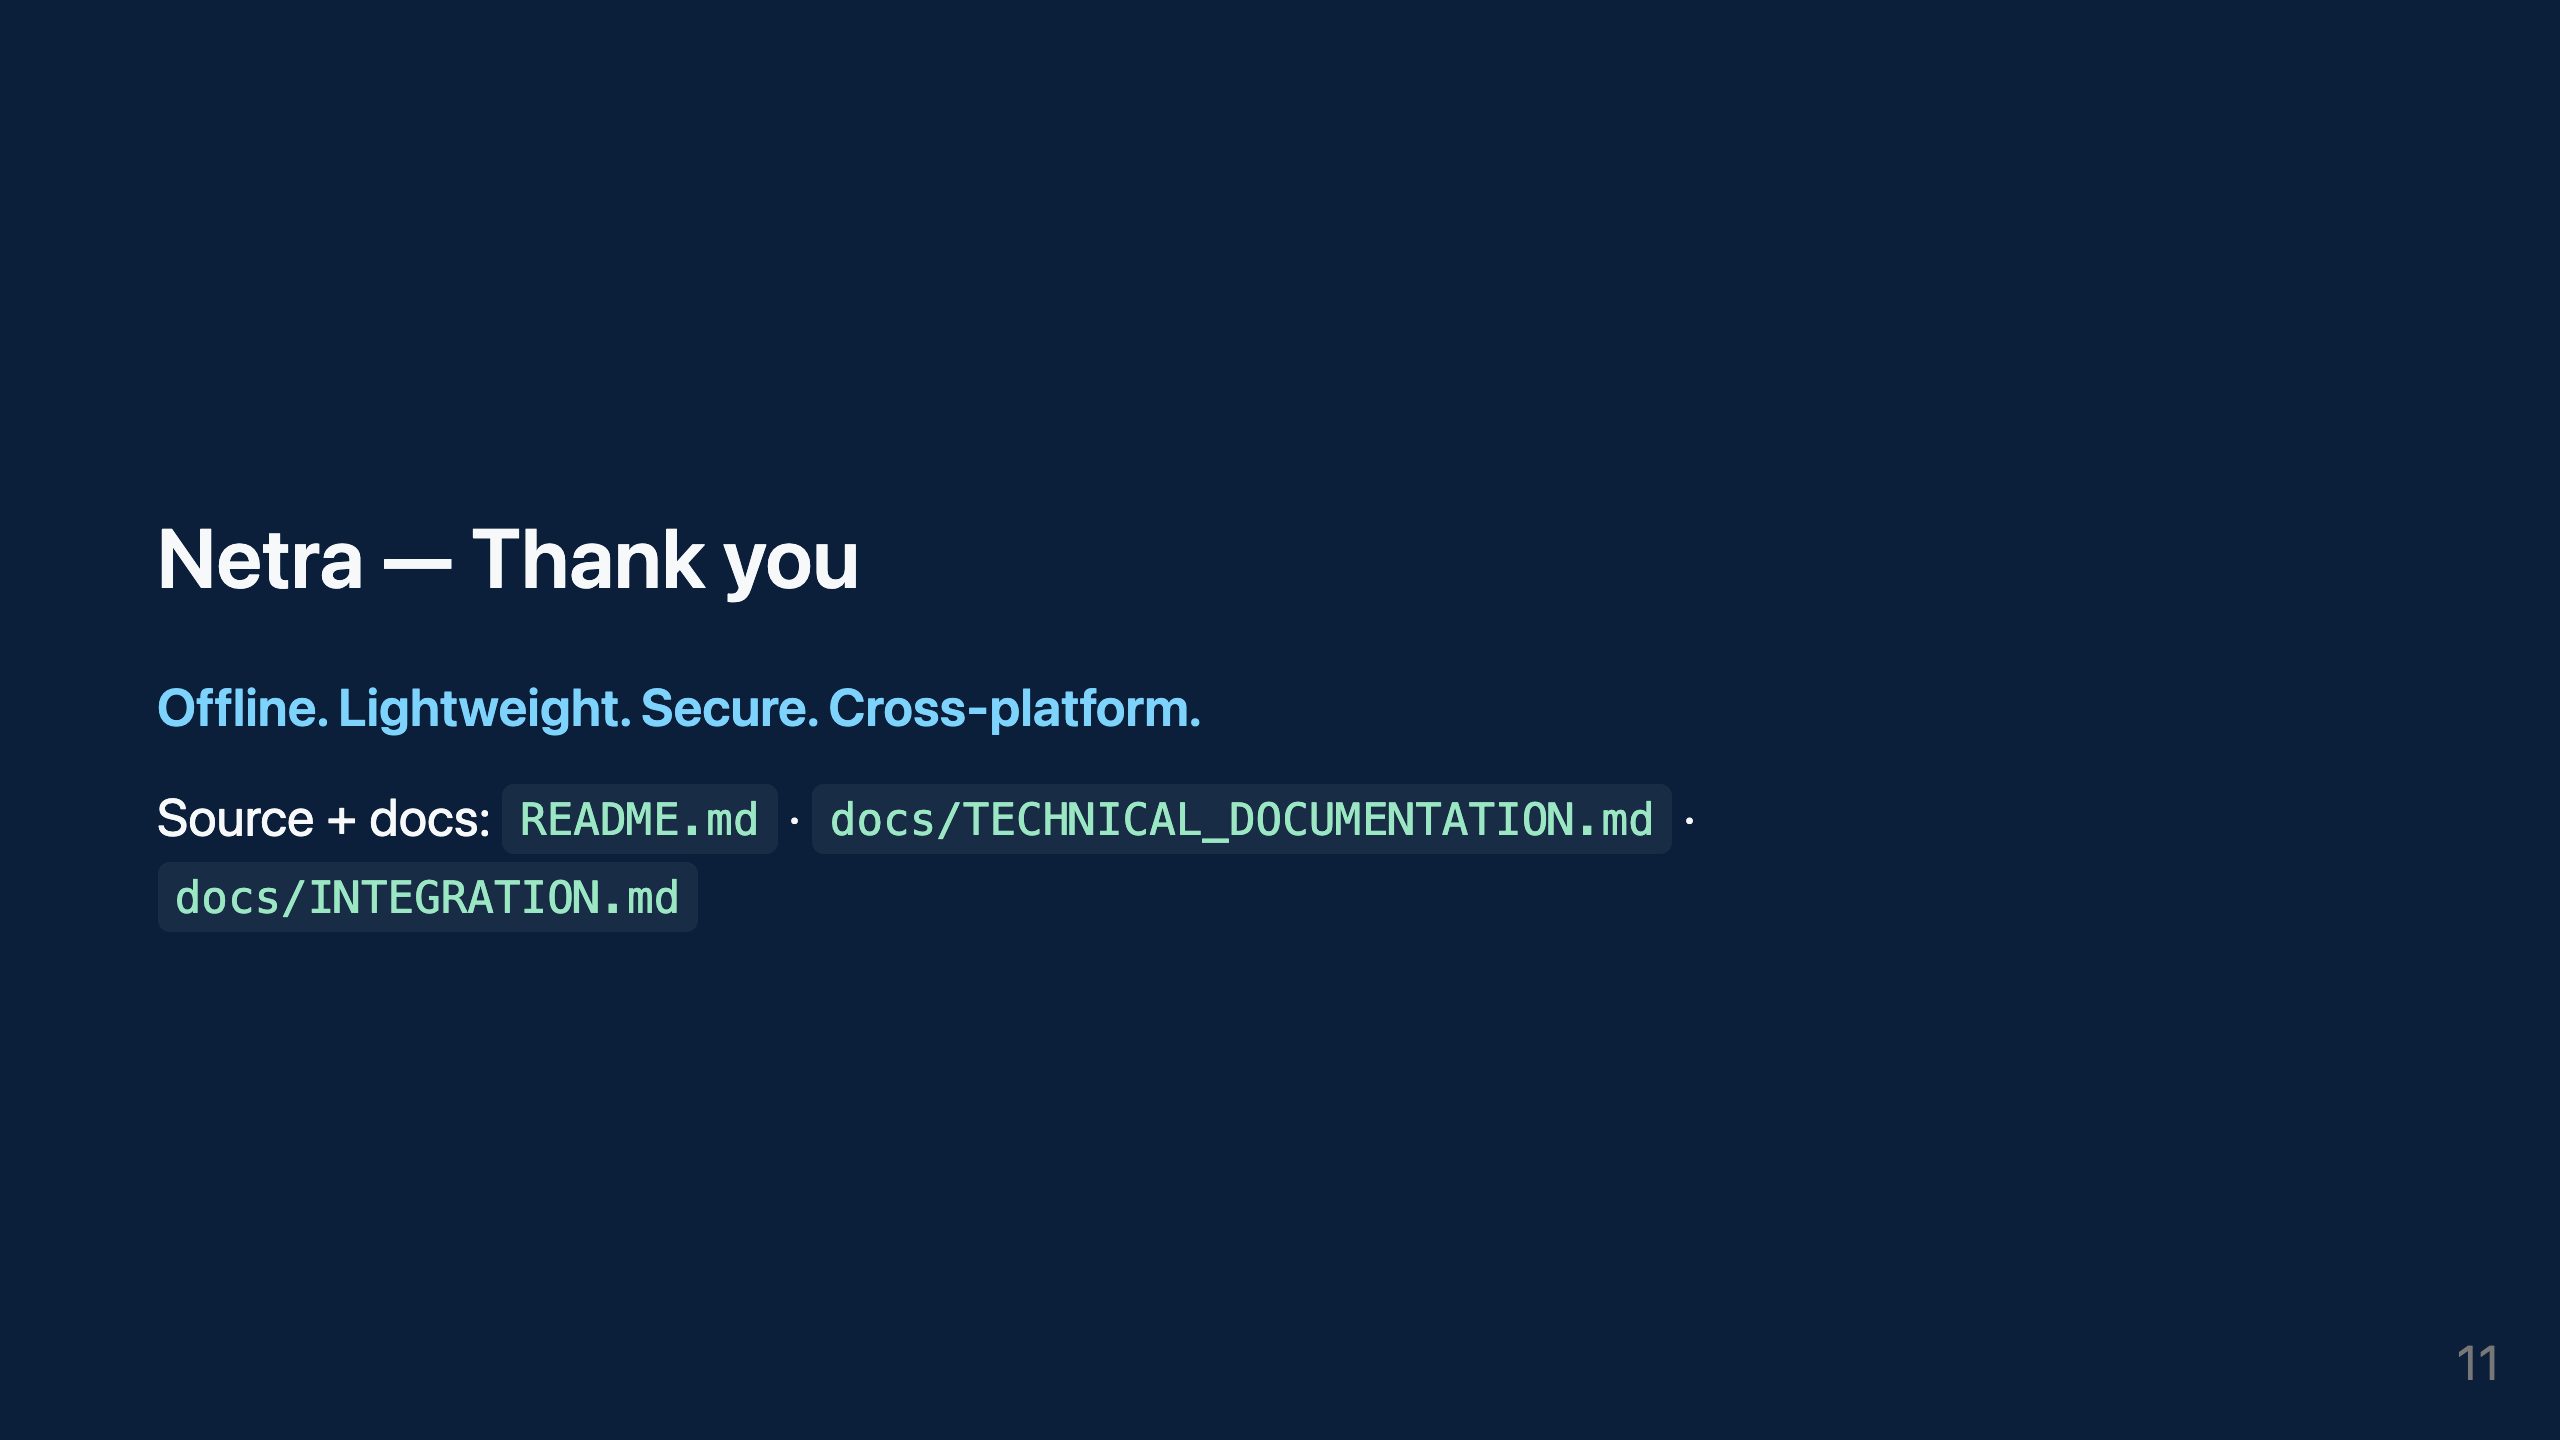 Netra — Thank you
Offline. Lightweight. Secure. Cross-platform.
Source + docs: README.md · docs/TECHNICAL_DOCUMENTATION.md ·
docs/INTEGRATION.md
11